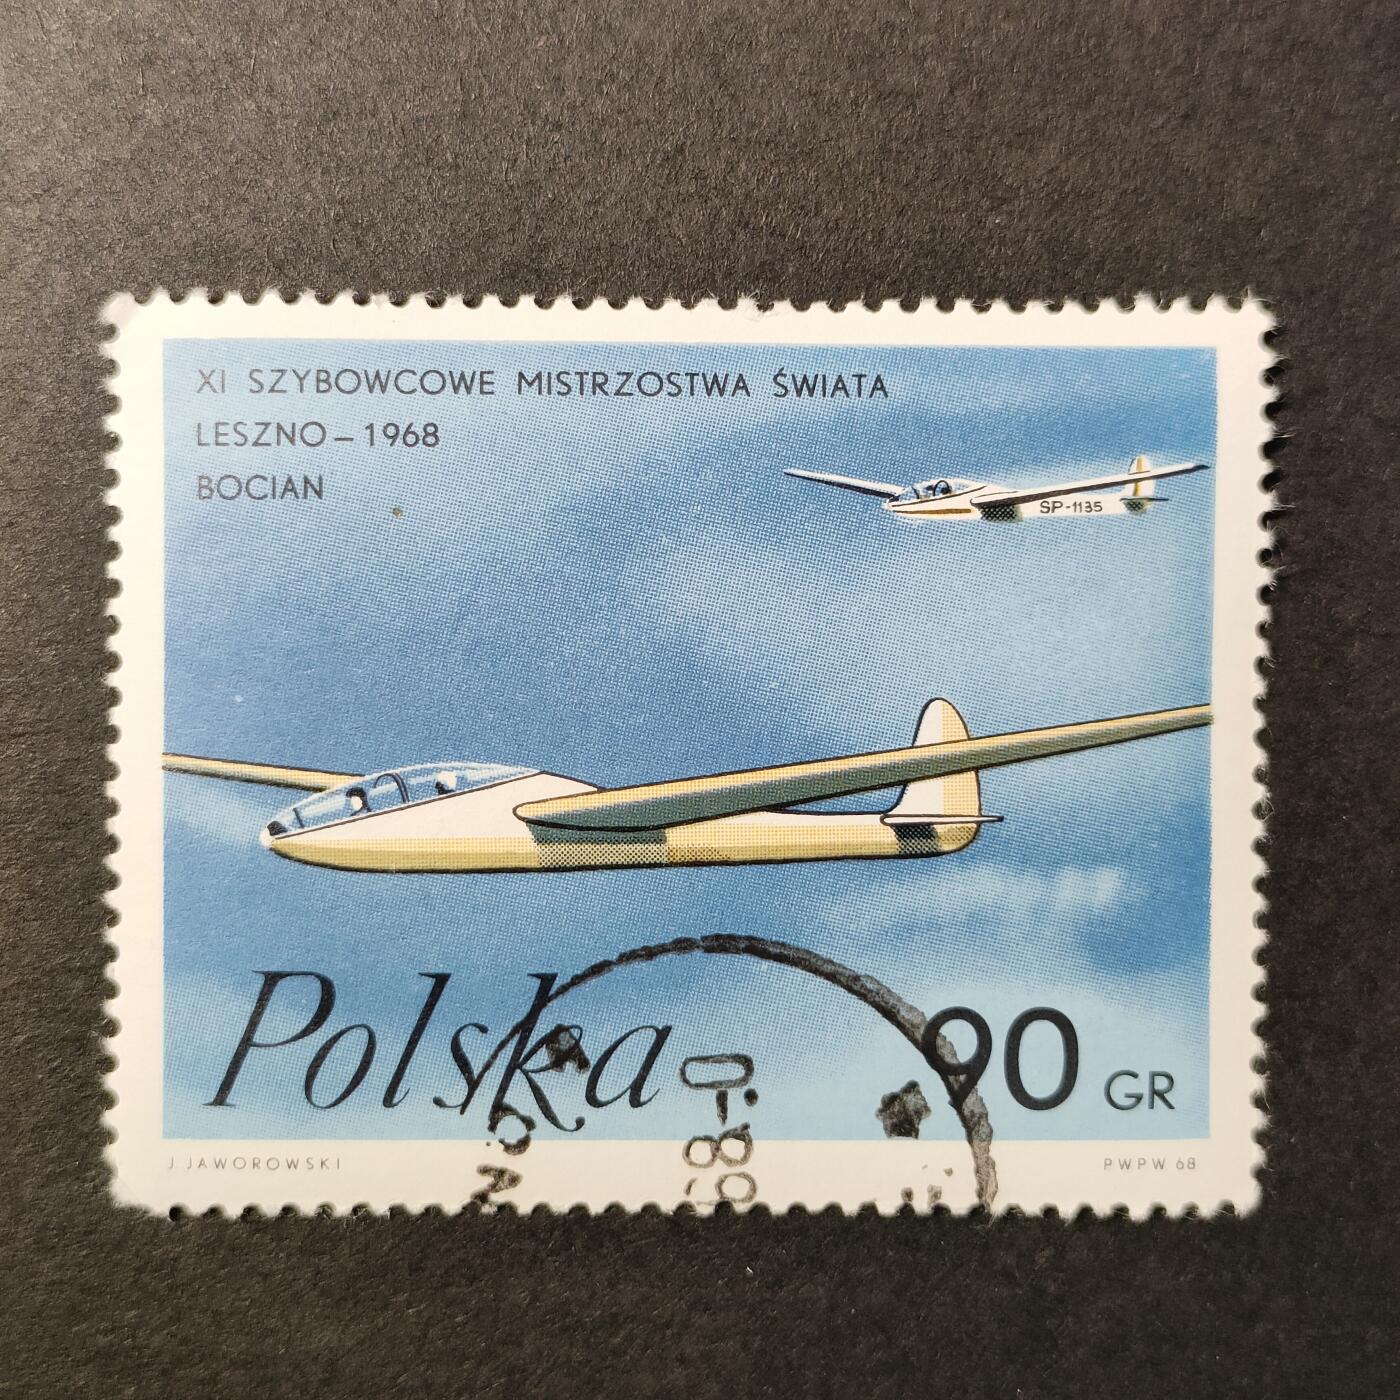 XI SZYBOWCOWE MISTRZOSTWA ŚWIATA
LESZNO – 1968
BOCIAN
SP-1135
Polska
90 GR
J. JAWOROWSKI
PWPW 68